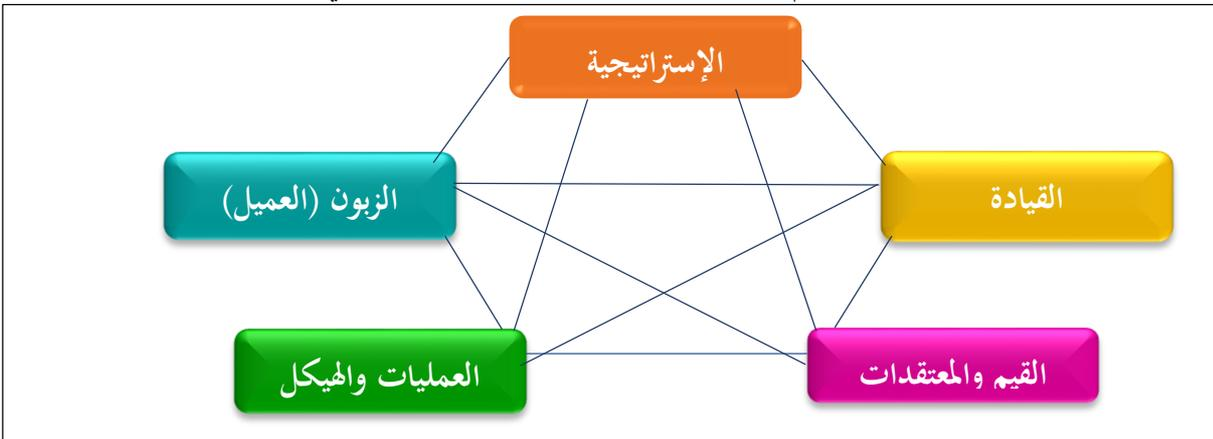 الإستراتيجية
القيادة
الزبون (العميل)
القيم والمعتقدات
العمليات والهيكل